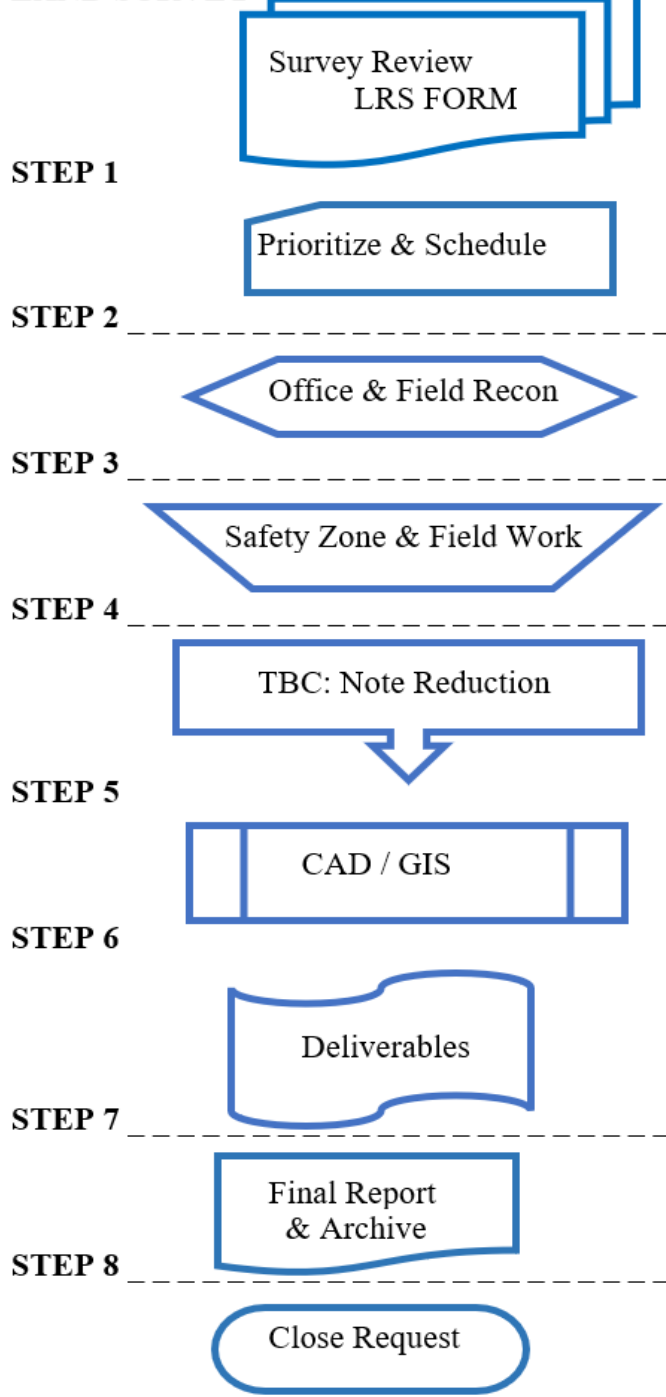 Survey Review
LRS FORM
STEP 1
Prioritize & Schedule
STEP 2
Office & Field Recon
STEP 3
Safety Zone & Field Work
STEP 4
TBC: Note Reduction
STEP 5
CAD / GIS
STEP 6
Deliverables
STEP 7
Final Report
& Archive
STEP 8
Close Request